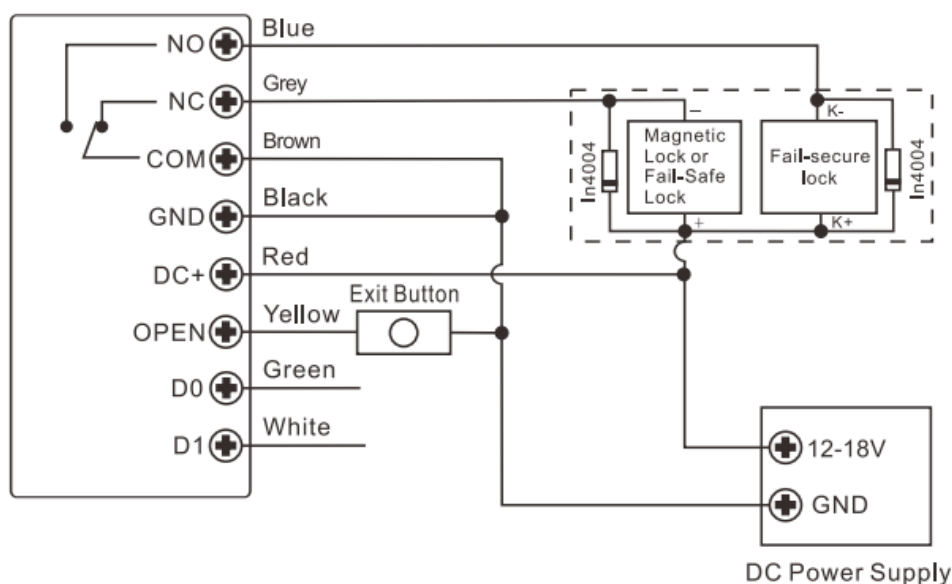 NO
Blue
NC
Grey
COM
Brown
GND
Black
DC+
Red
OPEN
Yellow
Exit Button
D0
Green
D1
White
In4004
–
Magnetic
Lock or
Fail-Safe
Lock
+
K-
Fail-secure
lock
K+
In4004
12-18V
GND
DC Power Supply